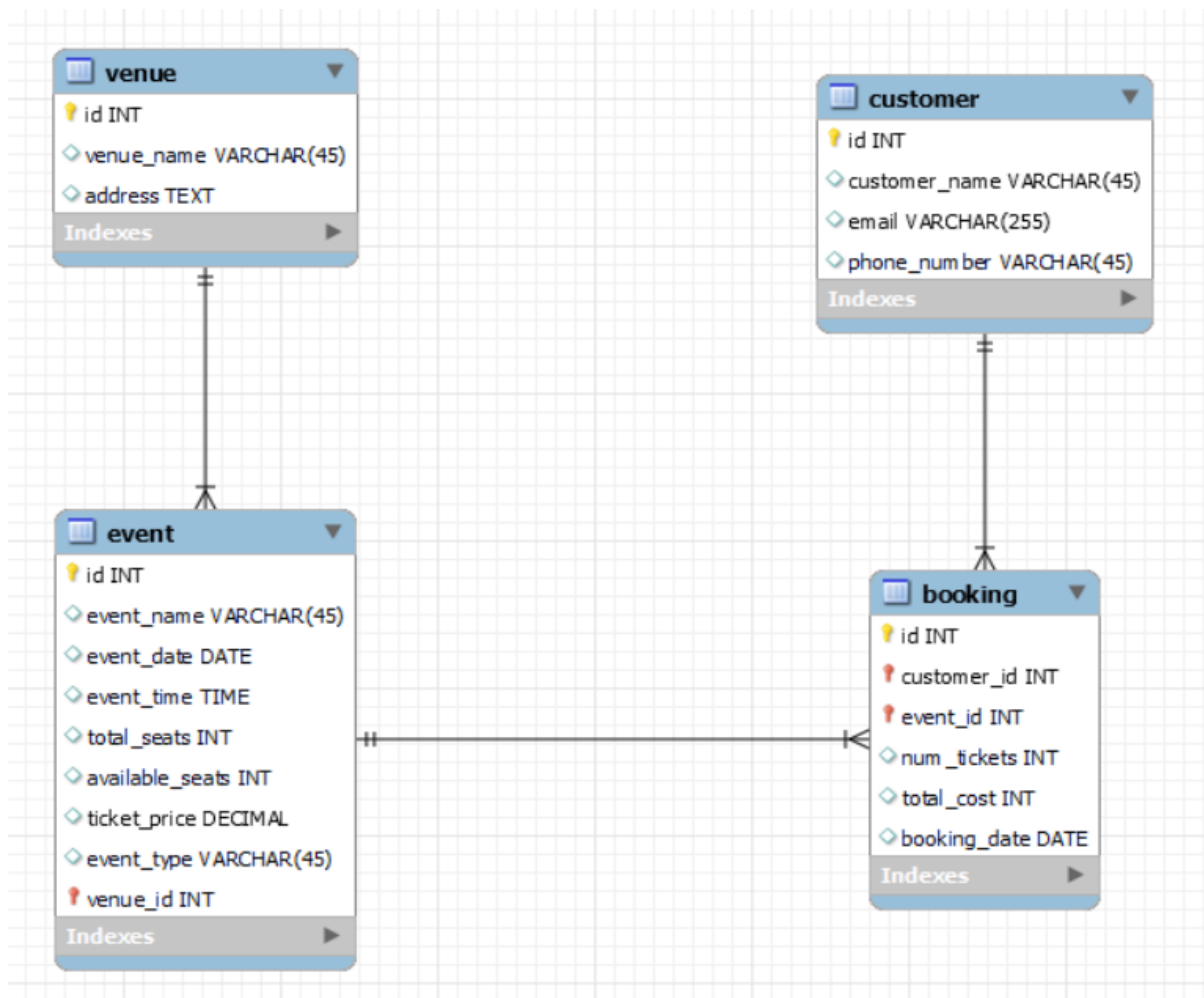 venue
id INT
venue_name VARCHAR(45)
address TEXT
Indexes
customer
id INT
customer_name VARCHAR(45)
email VARCHAR(255)
phone_number VARCHAR(45)
Indexes
event
id INT
event_name VARCHAR(45)
event_date DATE
event_time TIME
total_seats INT
available_seats INT
ticket_price DECIMAL
event_type VARCHAR(45)
venue_id INT
Indexes
booking
id INT
customer_id INT
event_id INT
num_tickets INT
total_cost INT
booking_date DATE
Indexes